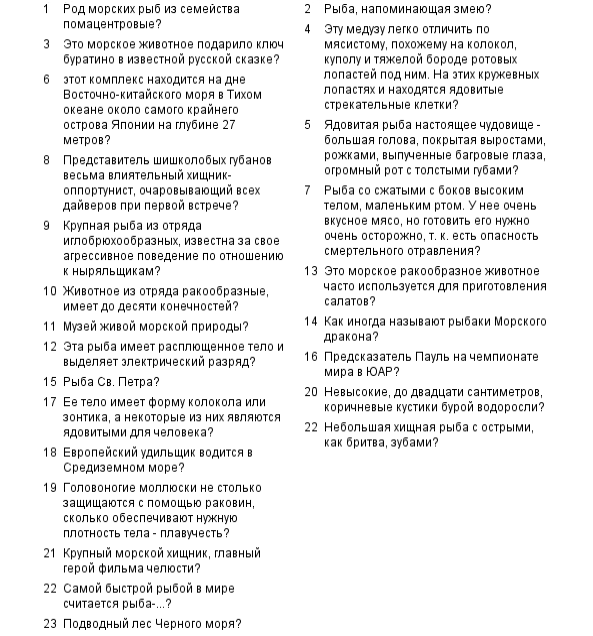 1 Род морских рыб из семейства
помацентровые?
3 Это морское животное подарило ключ
буратино в известной русской сказке?
6 этот комплекс находится на дне
Восточно-китайского моря в Тихом
океане около самого крайнего
острова Японии на глубине 27
метров?
8 Представитель шишколобых губанов
весьма влиятельный хищник-
оппортунист, очаровывающий всех
дайверов при первой встрече?
9 Крупная рыба из отряда
иглобрюхообразных, известна за свое
агрессивное поведение по отношению
к ныряльщикам?
10 Животное из отряда ракообразные,
имеет до десяти конечностей?
11 Музей живой морской природы?
12 Эта рыба имеет расплющенное тело и
выделяет электрический разряд?
15 Рыба Св. Петра?
17 Ее тело имеет форму колокола или
зонтика, а некоторые из них являются
ядовитыми для человека?
18 Европейский удильщик водится в
Средиземном море?
19 Головоногие моллюски не столько
защищаются с помощью раковин,
сколько обеспечивают нужную
плотность тела - плавучесть?
21 Крупный морской хищник, главный
герой фильма челюсти?
22 Самой быстрой рыбой в мире
считается рыба-...?
23 Подводный лес Черного моря?
2 Рыба, напоминающая змею?
4 Эту медузу легко отличить по
мясистому, похожему на колокол,
куполу и тяжелой бороде ротовых
лопастей под ним. На этих кружевных
лопастях и находятся ядовитые
стрекательные клетки?
5 Ядовитая рыба настоящее чудовище -
большая голова, покрытая выростами,
рожками, выпученные багровые глаза,
огромный рот с толстыми губами?
7 Рыба со сжатыми с боков высоким
телом, маленьким ртом. У нее очень
вкусное мясо, но готовить его нужно
очень осторожно, т. к. есть опасность
смертельного отравления?
13 Это морское ракообразное животное
часто используется для приготовления
салатов?
14 Как иногда называют рыбаки Морского
дракона?
16 Предсказатель Пауль на чемпионате
мира в ЮАР?
20 Невысокие, до двадцати сантиметров,
коричневые кустики бурой водоросли?
22 Небольшая хищная рыба с острыми,
как бритва, зубами?